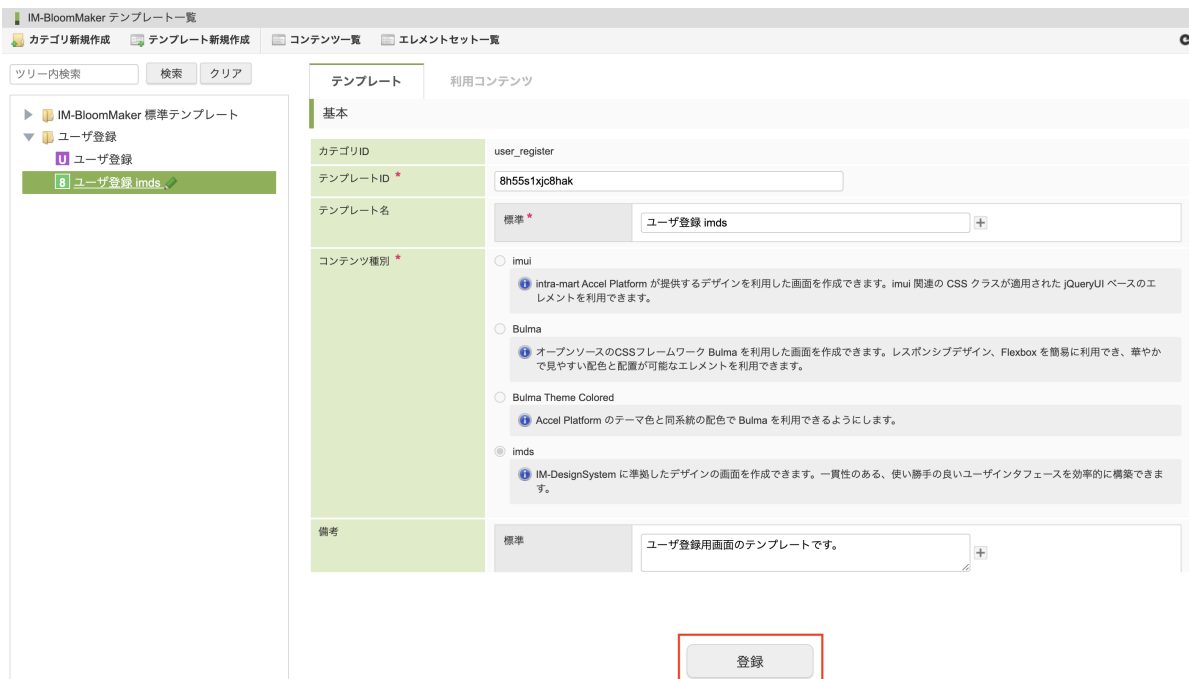 IM-BloomMaker テンプレート一覧
カテゴリ新規作成 テンプレート新規作成 コンテンツ一覧 エレメントセット一覧
ツリー内検索 検索 クリア
IM-BloomMaker 標準テンプレート
ユーザ登録
U ユーザ登録
8 ユーザ登録 imds
テンプレート 利用コンテンツ
基本
カテゴリID user_register
テンプレートID * 8h55s1xjc8hak
テンプレート名 標準 * ユーザ登録 imds +
コンテンツ種別 * imui
intra-mart Accel Platform が提供するデザインを利用した画面を作成できます。imui 関連の CSS クラスが適用された jQueryUI ベースのエ
レメントを利用できます。
Bulma
オープンソースのCSSフレームワーク Bulma を利用した画面を作成できます。レスポンシブデザイン、Flexbox を簡易に利用でき、華やか
で見やすい配色と配置が可能なエレメントを利用できます。
Bulma Theme Colored
Accel Platform のテーマ色と同系統の配色で Bulma を利用できるようにします。
imds
IM-DesignSystem に準拠したデザインの画面を作成できます。一貫性のある、使い勝手の良いユーザインタフェースを効率的に構築できま
す。
備考 標準 ユーザ登録用画面のテンプレートです。 +
登録